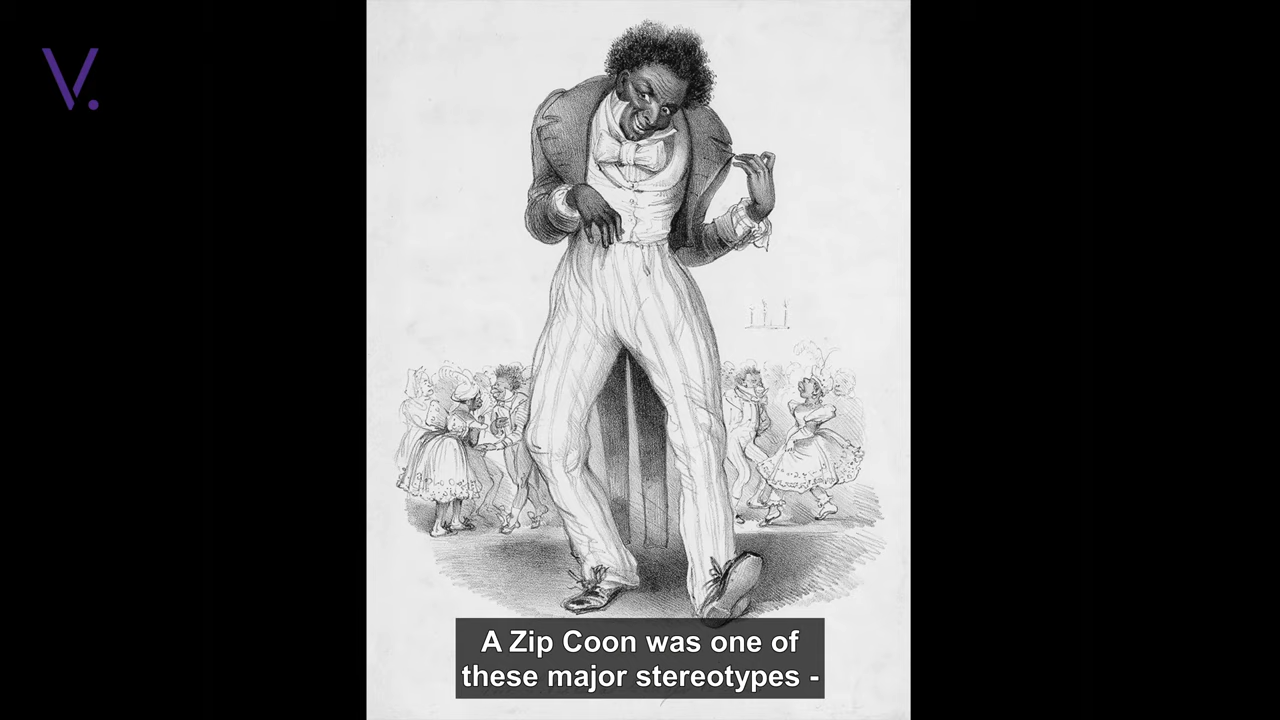 V.
A Zip Coon was one of
these major stereotypes -